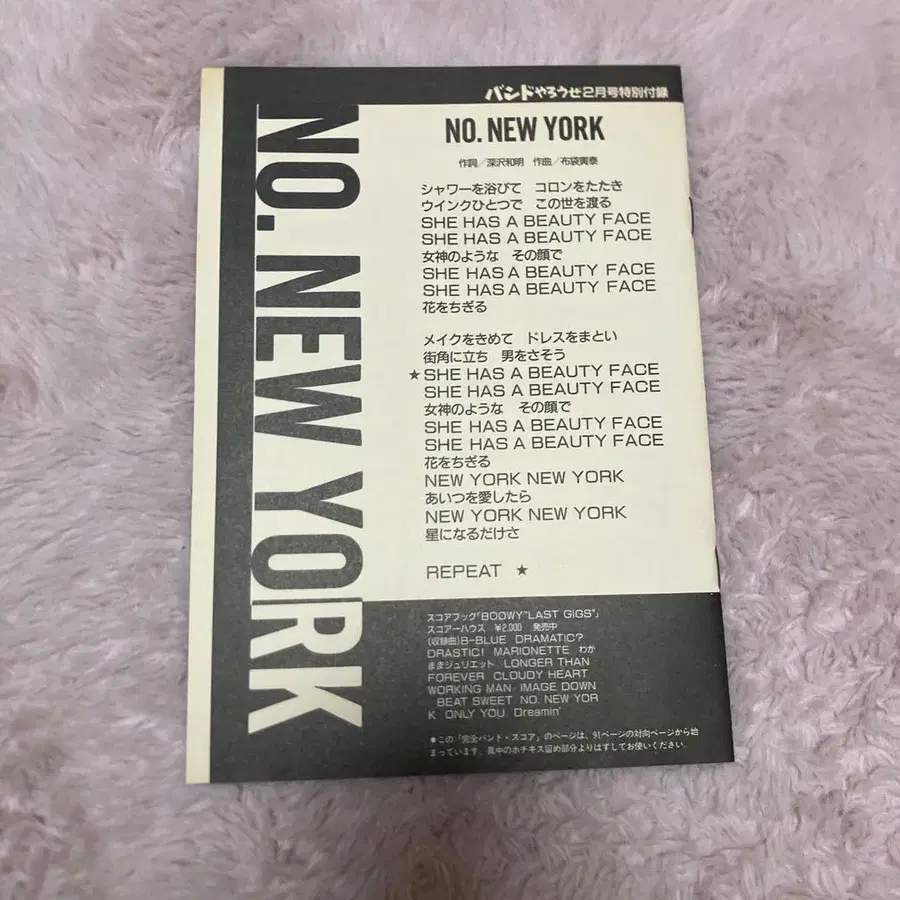 バンドやろうぜ2月号特別付録
NO. NEW YORK
NO. NEW YORK
作詞／深沢和明　作曲／布袋寅泰
シャワーを浴びて　コロンをたたき
ウインクひとつで　この世を渡る
SHE HAS A BEAUTY FACE
SHE HAS A BEAUTY FACE
女神のような　その顔で
SHE HAS A BEAUTY FACE
SHE HAS A BEAUTY FACE
花をちぎる
メイクをきめて　ドレスをまとい
街角に立ち　男をさそう
★SHE HAS A BEAUTY FACE
SHE HAS A BEAUTY FACE
女神のような　その顔で
SHE HAS A BEAUTY FACE
SHE HAS A BEAUTY FACE
花をちぎる
NEW YORK NEW YORK
あいつを愛したら
NEW YORK NEW YORK
星になるだけさ
REPEAT ★
スコアブック「BOØWY"LAST GIGS"」
スコアーハウス　¥2,000　発売中
(収録曲)B-BLUE DRAMATIC?
DRASTIC! MARIONETTE わが
ままジュリエット LONGER THAN
FOREVER CLOUDY HEART
WORKING MAN IMAGE DOWN
BEAT SWEET NO. NEW YOR
K ONLY YOU Dreamin'
●この「完全バンド・スコア」のページは、91ページの対向ページから始
まっています。真中のホチキス留め部分よりはずしてお使いください。